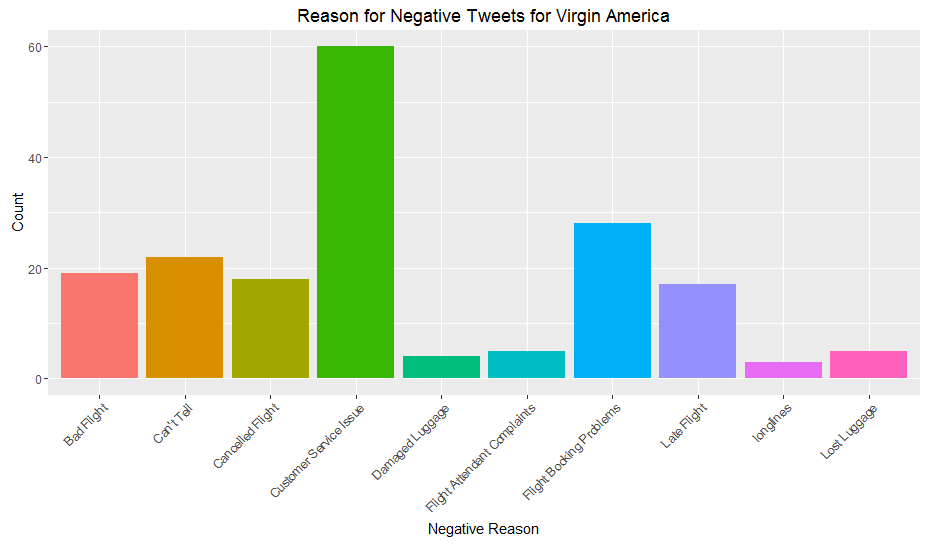 Reason for Negative Tweets for Virgin America
60
40
20
0
Count
Bad Flight
Can't Tell
Cancelled Flight
Customer Service Issue
Damaged Luggage
Flight Attendant Complaints
Flight Booking Problems
Late Flight
longlines
Lost Luggage
Negative Reason